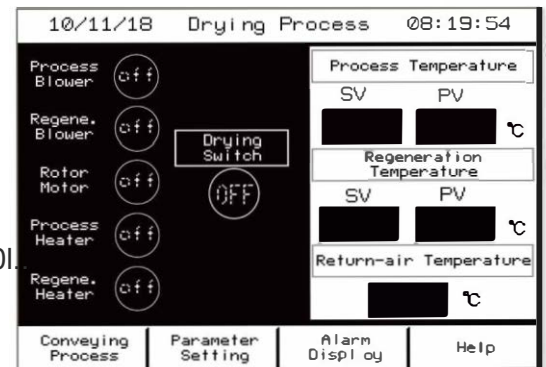 10/11/18 Drying Process 08:19:54
Process
Blower
off
Regene.
Blower
off
Rotor
Motor
off
Process
Heater
off
Regene.
Heater
off
Drying
Switch
OFF
Process Temperature
SV PV
℃
Regeneration
Temperature
SV PV
℃
Return-air Temperature
℃
Conveying
Process
Parameter
Setting
Alarm
Display
Help